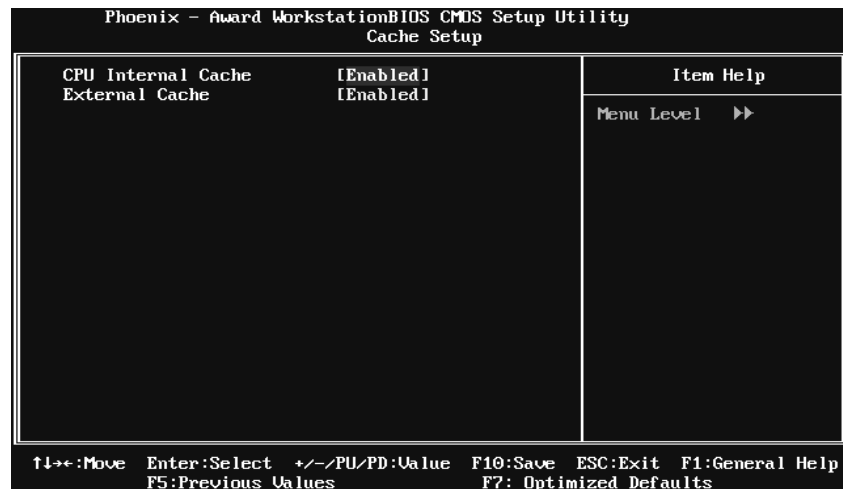 Phoenix - Award WorkstationBIOS CMOS Setup Utility
Cache Setup
CPU Internal Cache [Enabled]
External Cache [Enabled]
Item Help
Menu Level ▶▶
↑↓→←:Move Enter:Select +/-/PU/PD:Value F10:Save ESC:Exit F1:General Help
F5:Previous Values F7: Optimized Defaults